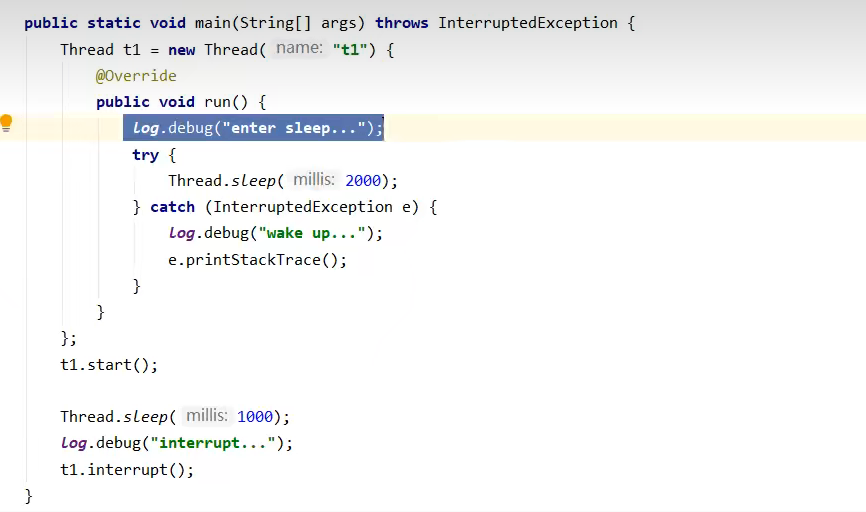 public static void main(String[] args) throws InterruptedException {
    Thread t1 = new Thread( name: "t1") {
        @Override
        public void run() {
            log.debug("enter sleep...");
            try {
                Thread.sleep( millis: 2000);
            } catch (InterruptedException e) {
                log.debug("wake up...");
                e.printStackTrace();
            }
        }
    };
    t1.start();

    Thread.sleep( millis: 1000);
    log.debug("interrupt...");
    t1.interrupt();
}